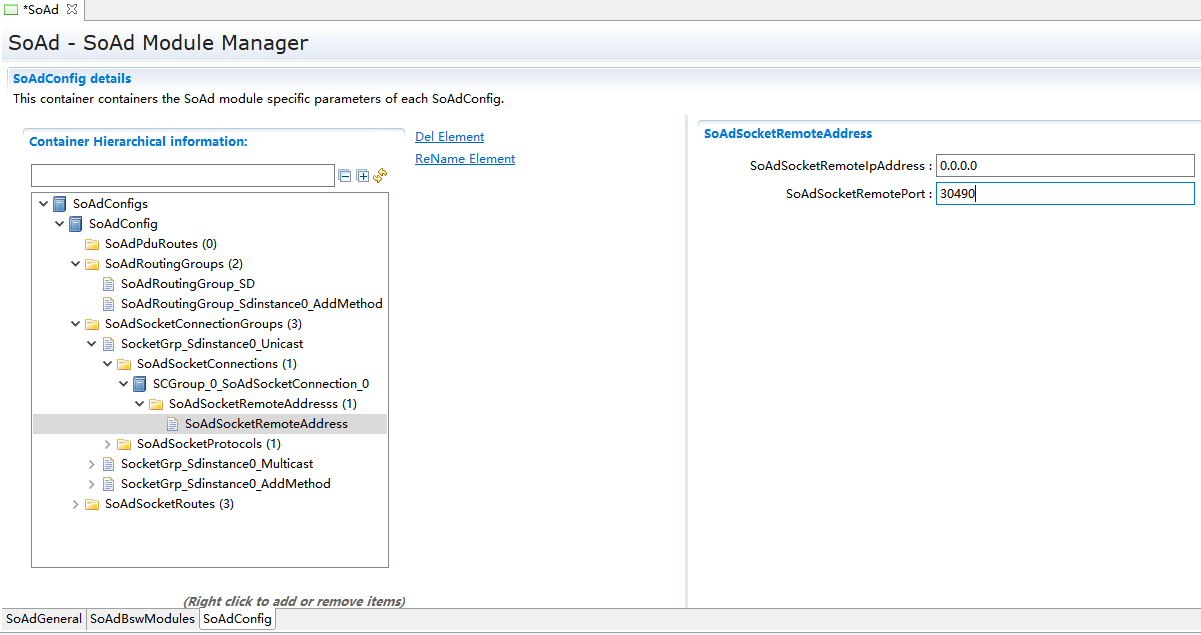 *SoAd
SoAd - SoAd Module Manager
SoAdConfig details
This container containers the SoAd module specific parameters of each SoAdConfig.
Container Hierarchical information:
Del Element
ReName Element
SoAdConfigs
SoAdConfig
SoAdPduRoutes (0)
SoAdRoutingGroups (2)
SoAdRoutingGroup_SD
SoAdRoutingGroup_Sdinstance0_AddMethod
SoAdSocketConnectionGroups (3)
SocketGrp_Sdinstance0_Unicast
SoAdSocketConnections (1)
SCGroup_0_SoAdSocketConnection_0
SoAdSocketRemoteAddresss (1)
SoAdSocketRemoteAddress
SoAdSocketProtocols (1)
SocketGrp_Sdinstance0_Multicast
SocketGrp_Sdinstance0_AddMethod
SoAdSocketRoutes (3)
(Right click to add or remove items)
SoAdSocketRemoteAddress
SoAdSocketRemoteIpAddress : 0.0.0.0
SoAdSocketRemotePort : 30490
SoAdGeneral SoAdBswModules SoAdConfig